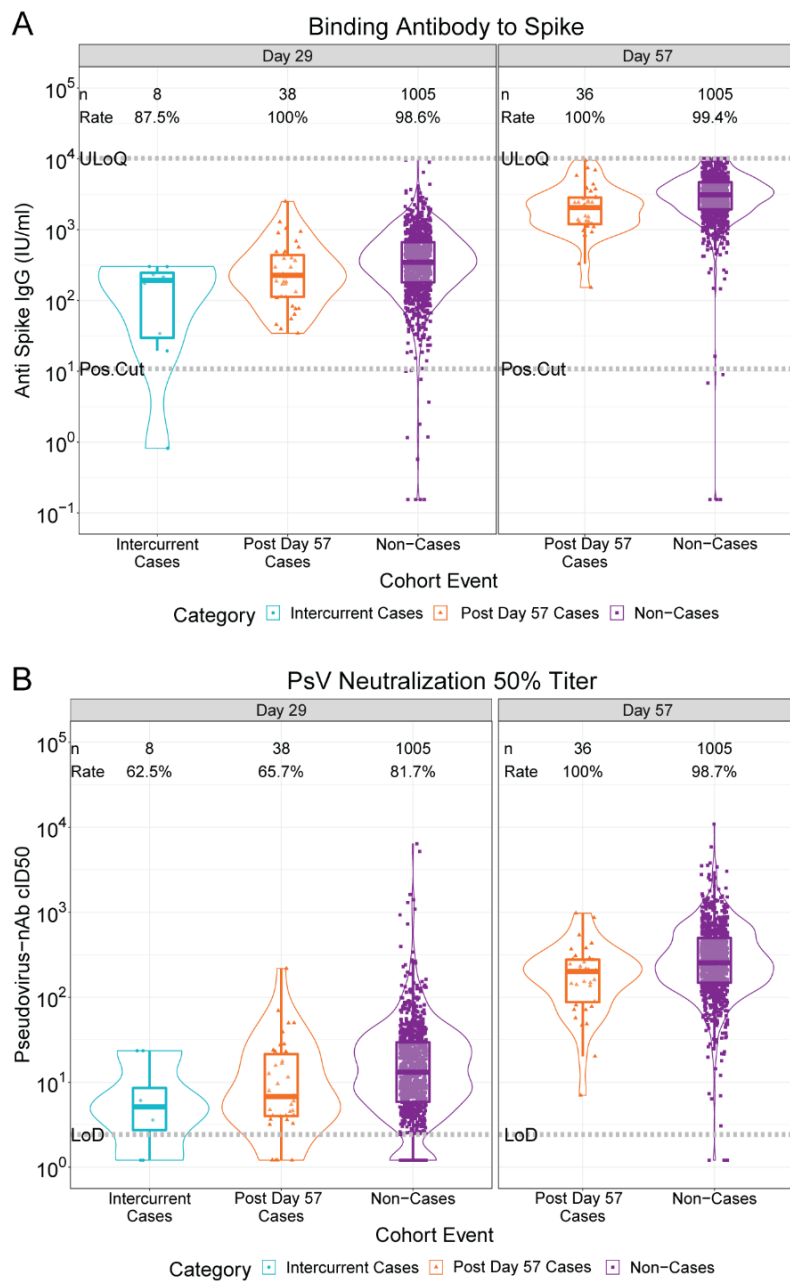 A
Binding Antibody to Spike
Day 29
Day 57
n 8 38 1005
Rate 87.5% 100% 98.6%
n 36 1005
Rate 100% 99.4%
10^5
10^4
10^3
10^2
10^1
10^0
10^−1
ULoQ
Pos.Cut
ULoQ
Pos.Cut
Anti Spike IgG (IU/ml)
Intercurrent
Cases
Post Day 57
Cases
Non−Cases
Post Day 57
Cases
Non−Cases
Cohort Event
Category Intercurrent Cases Post Day 57 Cases Non−Cases
B
PsV Neutralization 50% Titer
Day 29
Day 57
n 8 38 1005
Rate 62.5% 65.7% 81.7%
n 36 1005
Rate 100% 98.7%
10^5
10^4
10^3
10^2
10^1
10^0
LoD
LoD
Pseudovirus−nAb cID50
Intercurrent
Cases
Post Day 57
Cases
Non−Cases
Post Day 57
Cases
Non−Cases
Cohort Event
Category Intercurrent Cases Post Day 57 Cases Non−Cases